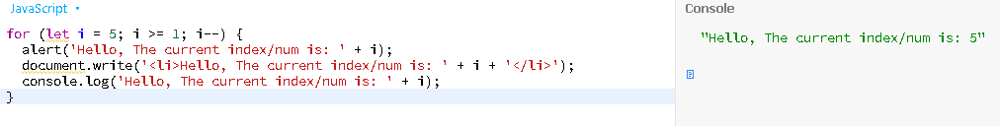 JavaScript
Console
for (let i = 5; i >= 1; i--) {
  alert('Hello, The current index/num is: ' + i);
  document.write('<li>Hello, The current index/num is: ' + i + '</li>');
  console.log('Hello, The current index/num is: ' + i);
}
"Hello, The current index/num is: 5"